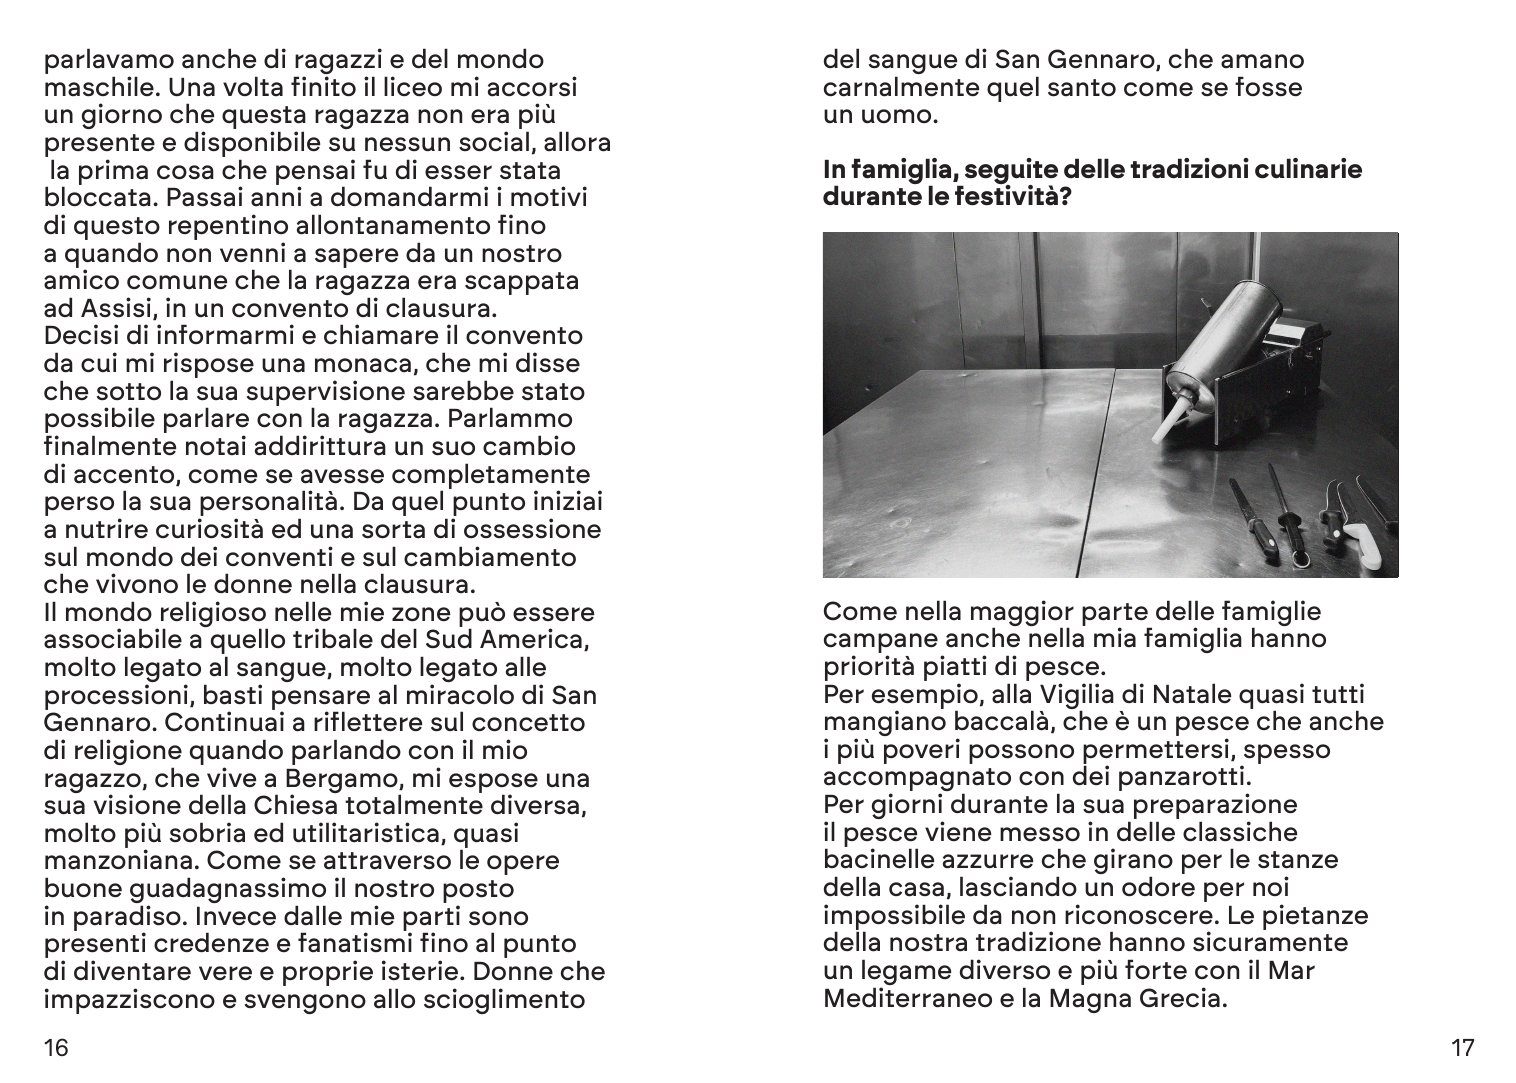 parlavamo anche di ragazzi e del mondo
maschile. Una volta finito il liceo mi accorsi
un giorno che questa ragazza non era più
presente e disponibile su nessun social, allora
la prima cosa che pensai fu di esser stata
bloccata. Passai anni a domandarmi i motivi
di questo repentino allontanamento fino
a quando non venni a sapere da un nostro
amico comune che la ragazza era scappata
ad Assisi, in un convento di clausura.
Decisi di informarmi e chiamare il convento
da cui mi rispose una monaca, che mi disse
che sotto la sua supervisione sarebbe stato
possibile parlare con la ragazza. Parlammo
finalmente notai addirittura un suo cambio
di accento, come se avesse completamente
perso la sua personalità. Da quel punto iniziai
a nutrire curiosità ed una sorta di ossessione
sul mondo dei conventi e sul cambiamento
che vivono le donne nella clausura.
Il mondo religioso nelle mie zone può essere
associabile a quello tribale del Sud America,
molto legato al sangue, molto legato alle
processioni, basti pensare al miracolo di San
Gennaro. Continuai a riflettere sul concetto
di religione quando parlando con il mio
ragazzo, che vive a Bergamo, mi espose una
sua visione della Chiesa totalmente diversa,
molto più sobria ed utilitaristica, quasi
manzoniana. Come se attraverso le opere
buone guadagnassimo il nostro posto
in paradiso. Invece dalle mie parti sono
presenti credenze e fanatismi fino al punto
di diventare vere e proprie isterie. Donne che
impazziscono e svengono allo scioglimento
16
del sangue di San Gennaro, che amano
carnalmente quel santo come se fosse
un uomo.
In famiglia, seguite delle tradizioni culinarie
durante le festività?
Come nella maggior parte delle famiglie
campane anche nella mia famiglia hanno
priorità piatti di pesce.
Per esempio, alla Vigilia di Natale quasi tutti
mangiano baccalà, che è un pesce che anche
i più poveri possono permettersi, spesso
accompagnato con dei panzarotti.
Per giorni durante la sua preparazione
il pesce viene messo in delle classiche
bacinelle azzurre che girano per le stanze
della casa, lasciando un odore per noi
impossibile da non riconoscere. Le pietanze
della nostra tradizione hanno sicuramente
un legame diverso e più forte con il Mar
Mediterraneo e la Magna Grecia.
17